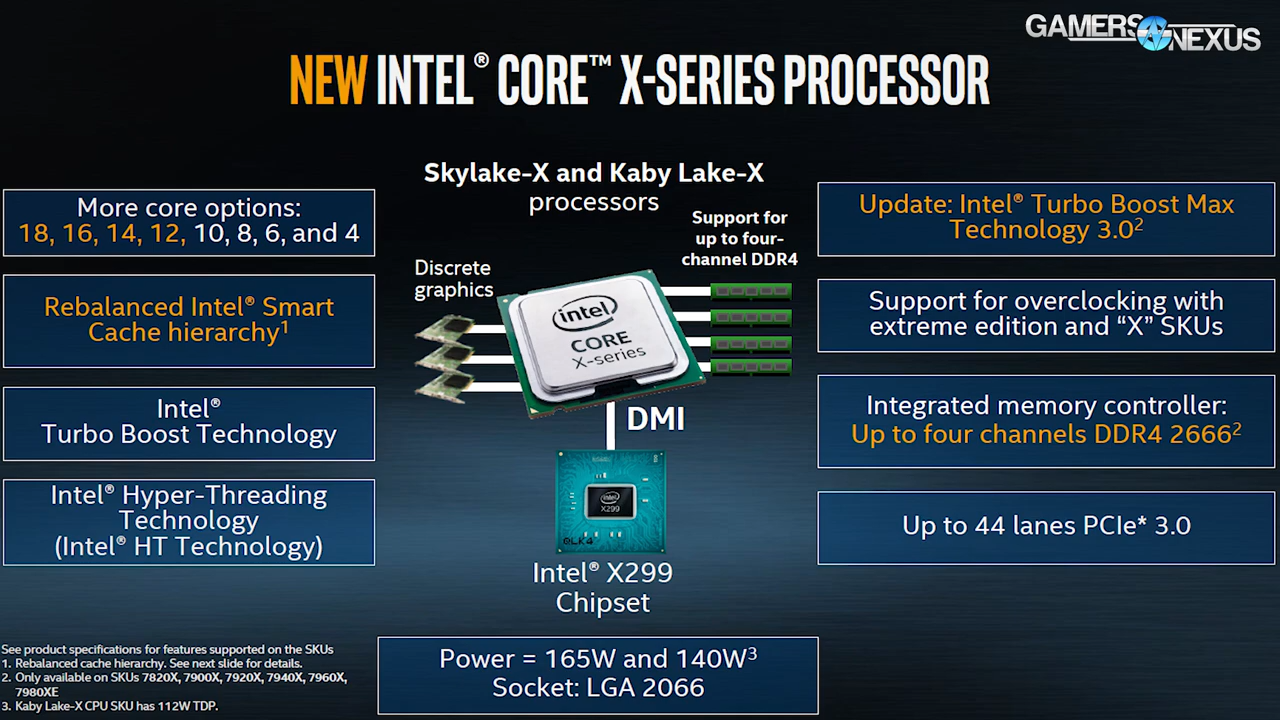 GAMERS NEXUS
NEW INTEL® CORE™ X-SERIES PROCESSOR
Skylake-X and Kaby Lake-X
processors
More core options:
18, 16, 14, 12, 10, 8, 6, and 4
Rebalanced Intel® Smart
Cache hierarchy¹
Intel®
Turbo Boost Technology
Intel® Hyper-Threading
Technology
(Intel® HT Technology)
Discrete
graphics
Support for
up to four-
channel DDR4
intel
CORE
X-series
DMI
intel
X299
Intel® X299
Chipset
Update: Intel® Turbo Boost Max
Technology 3.0²
Support for overclocking with
extreme edition and “X” SKUs
Integrated memory controller:
Up to four channels DDR4 2666²
Up to 44 lanes PCIe* 3.0
Power = 165W and 140W³
Socket: LGA 2066
See product specifications for features supported on the SKUs
1. Rebalanced cache hierarchy. See next slide for details.
2. Only available on SKUs 7820X, 7900X, 7920X, 7940X, 7960X,
7980XE
3. Kaby Lake-X CPU SKU has 112W TDP.